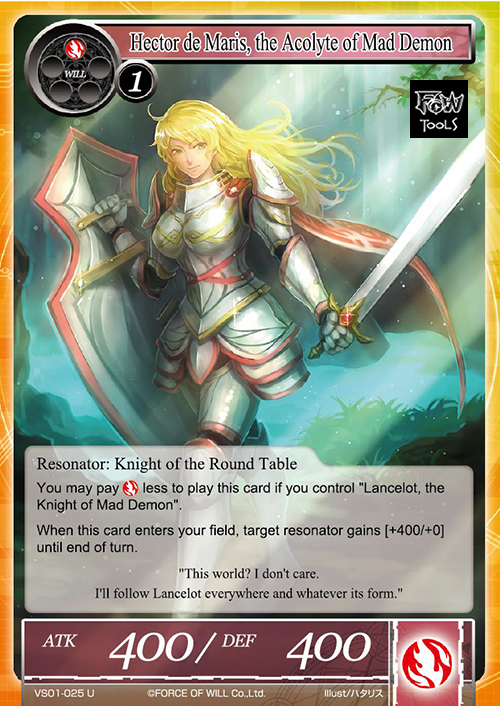 Hector de Maris, the Acolyte of Mad Demon
WILL
1
FOW
TOOLS
Resonator: Knight of the Round Table
You may pay less to play this card if you control "Lancelot, the
Knight of Mad Demon".
When this card enters your field, target resonator gains [+400/+0]
until end of turn.
"This world? I don't care.
I'll follow Lancelot everywhere and whatever its form."
ATK 400/ DEF 400
VS01-025 U ©FORCE OF WILL Co.,Ltd. Illust/ハタリス